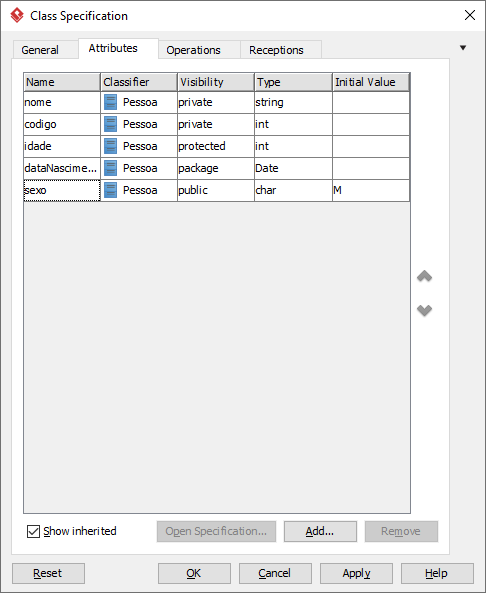 Class Specification
General Attributes Operations Receptions
Name Classifier Visibility Type Initial Value
nome Pessoa private string
codigo Pessoa private int
idade Pessoa protected int
dataNascime... Pessoa package Date
sexo Pessoa public char M
Show inherited Open Specification... Add... Remove
Reset OK Cancel Apply Help